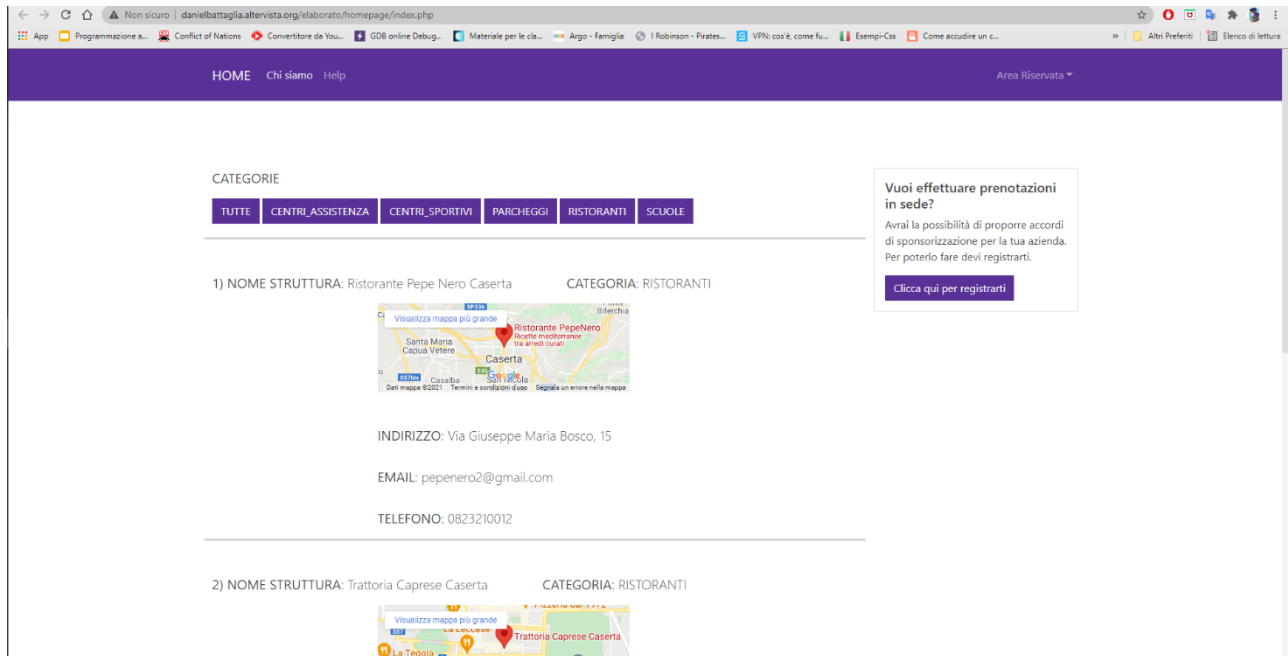 Non sicuro | danielbattaglia.altervista.org/elaborato/homepage/index.php
App Programmazione a... Conflict of Nations Convertitore da You... GDB online Debug... Materiale per le cla... Argo - Famiglia I Robinson - Pirates... VPN: cos'è, come fu... Esempi-Css Come accudire un c... » Altri Preferiti Elenco di lettura
HOME Chi siamo Help Area Riservata
CATEGORIE
TUTTE CENTRI_ASSISTENZA CENTRI_SPORTIVI PARCHEGGI RISTORANTI SCUOLE
Vuoi effettuare prenotazioni
in sede?
Avrai la possibilità di proporre accordi
di sponsorizzazione per la tua azienda.
Per poterlo fare devi registrarti.
Clicca qui per registrarti
1) NOME STRUTTURA: Ristorante Pepe Nero Caserta CATEGORIA: RISTORANTI
SP336
Biferchia
Visualizza mappa più grande
Ristorante PepeNero
Ricette mediterranee
tra arredi curati
Santa Maria
Capua Vetere
Caserta
SS7bis Casalba San Nicola
Google
Dati mappa ©2021 Termini e condizioni d'uso Segnala un errore nella mappa
INDIRIZZO: Via Giuseppe Maria Bosco, 15
EMAIL: pepenero2@gmail.com
TELEFONO: 0823210012
2) NOME STRUTTURA: Trattoria Caprese Caserta CATEGORIA: RISTORANTI
Visualizza mappa più grande
SS7 La Leccese
Trattoria Caprese Caserta
La Tegola